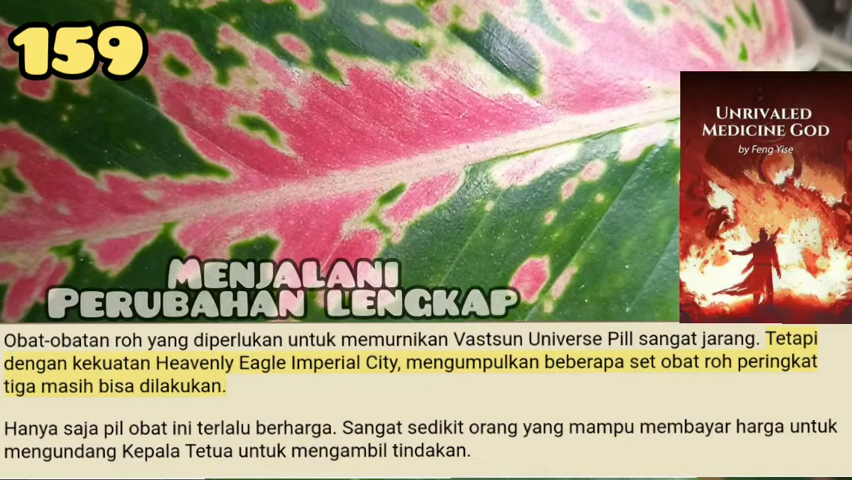 159
UNRIVALED
MEDICINE GOD
by Feng Yise
MENJALANI
PERUBAHAN LENGKAP
Obat-obatan roh yang diperlukan untuk memurnikan Vastsun Universe Pill sangat jarang. Tetapi
dengan kekuatan Heavenly Eagle Imperial City, mengumpulkan beberapa set obat roh peringkat
tiga masih bisa dilakukan.
Hanya saja pil obat ini terlalu berharga. Sangat sedikit orang yang mampu membayar harga untuk
mengundang Kepala Tetua untuk mengambil tindakan.